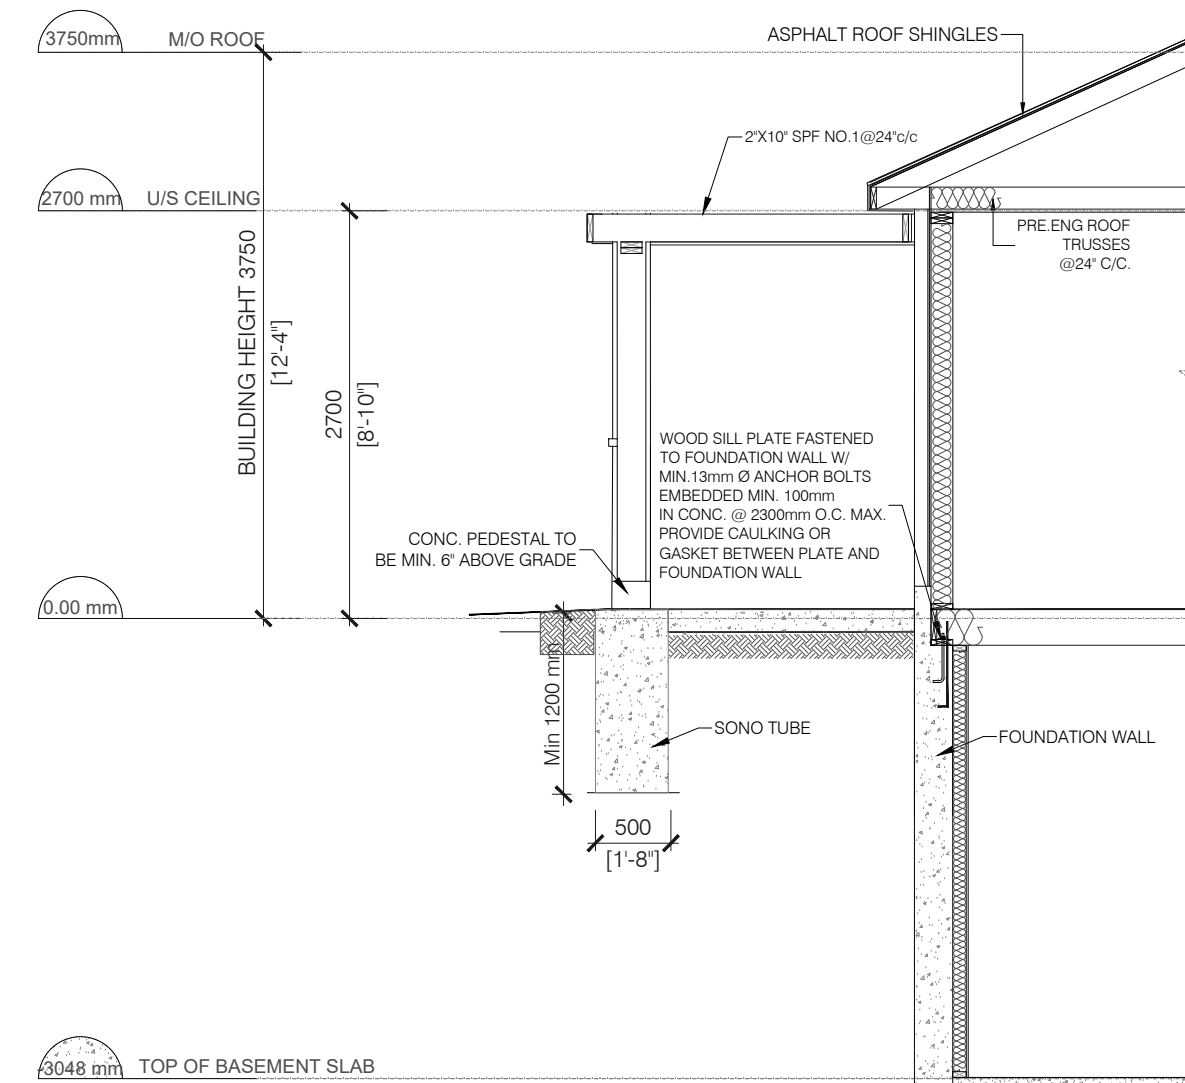 3750mm M/O ROOF
ASPHALT ROOF SHINGLES
2"X10" SPF NO.1@24"c/c
2700 mm U/S CEILING
PRE.ENG ROOF
TRUSSES
@24" C/C.
BUILDING HEIGHT 3750
[12'-4"]
2700
[8'-10"]
WOOD SILL PLATE FASTENED
TO FOUNDATION WALL W/
MIN.13mm Ø ANCHOR BOLTS
EMBEDDED MIN. 100mm
IN CONC. @ 2300mm O.C. MAX.
PROVIDE CAULKING OR
GASKET BETWEEN PLATE AND
FOUNDATION WALL
CONC. PEDESTAL TO
BE MIN. 6" ABOVE GRADE
0.00 mm
Min 1200 mm
SONO TUBE
FOUNDATION WALL
500
[1'-8"]
-3048 mm TOP OF BASEMENT SLAB